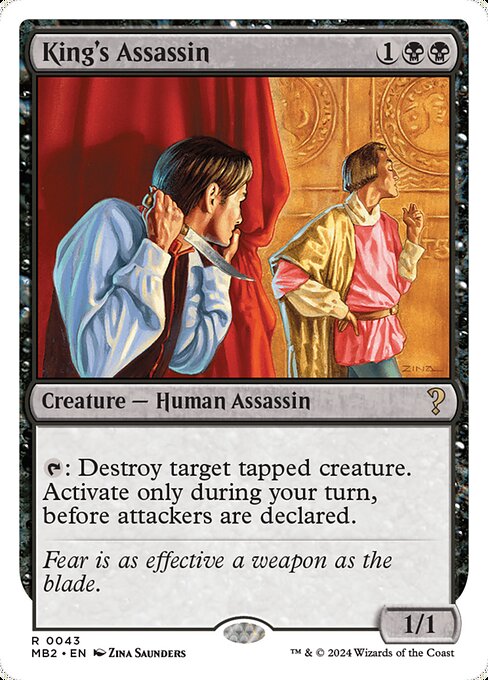 King's Assassin 1
ZINA
Creature — Human Assassin
: Destroy target tapped creature.
Activate only during your turn,
before attackers are declared.
Fear is as effective a weapon as the
blade.
1/1
R 0043
MB2 • EN Zina Saunders ™ & © 2024 Wizards of the Coast